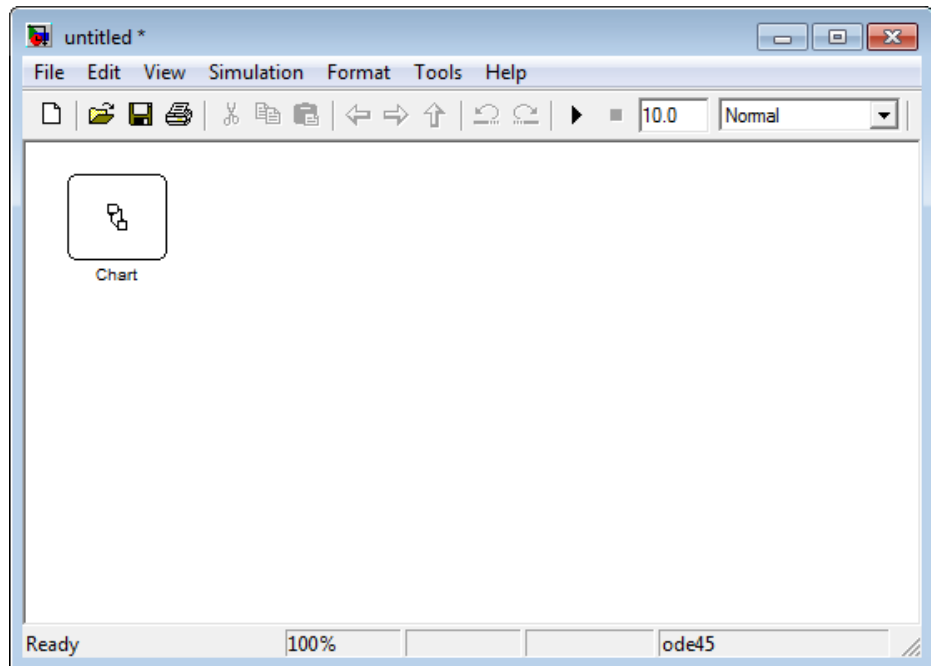 untitled *
File Edit View Simulation Format Tools Help
10.0 Normal
Chart
Ready 100% ode45